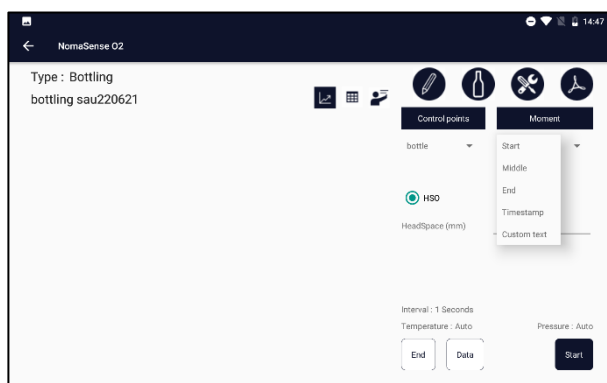 14:47
NomaSense O2
Type : Bottling
bottling sau220621
Control points
Moment
bottle
Start
Middle
End
Timestamp
Custom text
HSO
HeadSpace (mm)
Interval : 1 Seconds
Temperature : Auto
Pressure : Auto
End
Data
Start